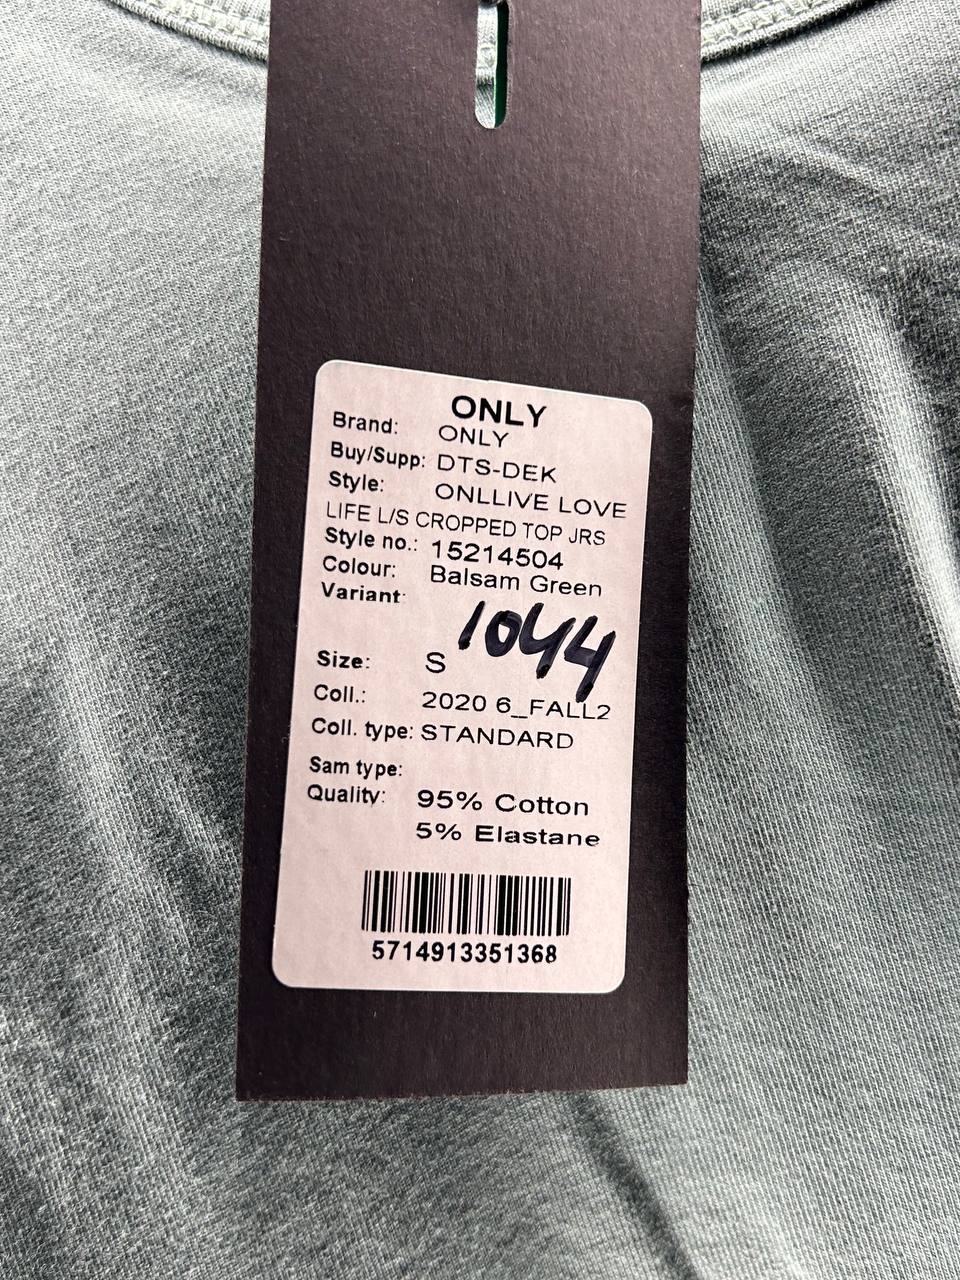 ONLY
Brand: ONLY
Buy/Supp: DTS-DEK
Style: ONLLIVE LOVE
LIFE L/S CROPPED TOP JRS
Style no.: 15214504
Colour: Balsam Green
Variant:
1044
Size: S
Coll.: 2020 6_FALL2
Coll. type: STANDARD
Sam type:
Quality: 95% Cotton
5% Elastane
5714913351368